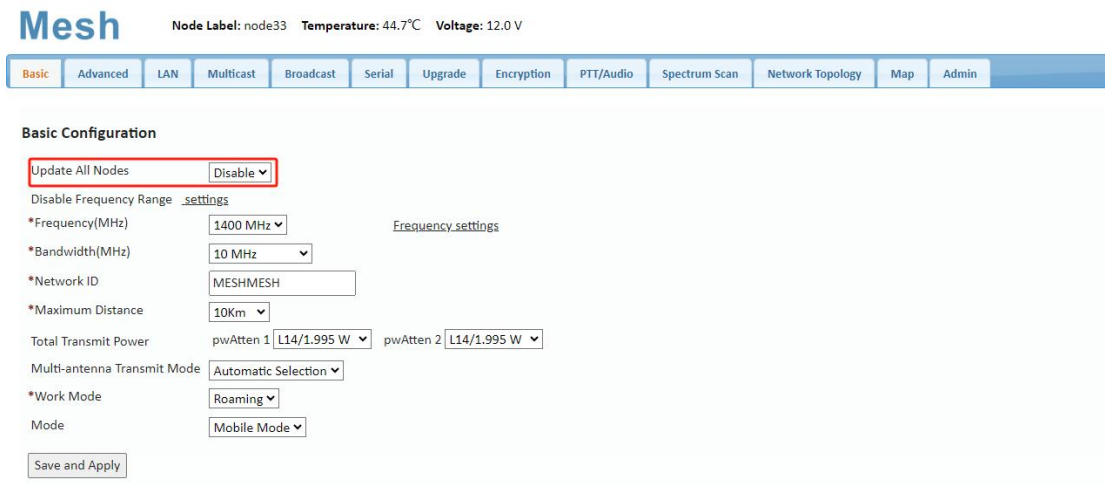 Mesh Node Label: node33 Temperature: 44.7℃ Voltage: 12.0 V
Basic Advanced LAN Multicast Broadcast Serial Upgrade Encryption PTT/Audio Spectrum Scan Network Topology Map Admin
Basic Configuration
Update All Nodes Disable
Disable Frequency Range settings
*Frequency(MHz) 1400 MHz Frequency settings
*Bandwidth(MHz) 10 MHz
*Network ID MESHMESH
*Maximum Distance 10Km
Total Transmit Power pwAtten 1 L14/1.995 W pwAtten 2 L14/1.995 W
Multi-antenna Transmit Mode Automatic Selection
*Work Mode Roaming
Mode Mobile Mode
Save and Apply